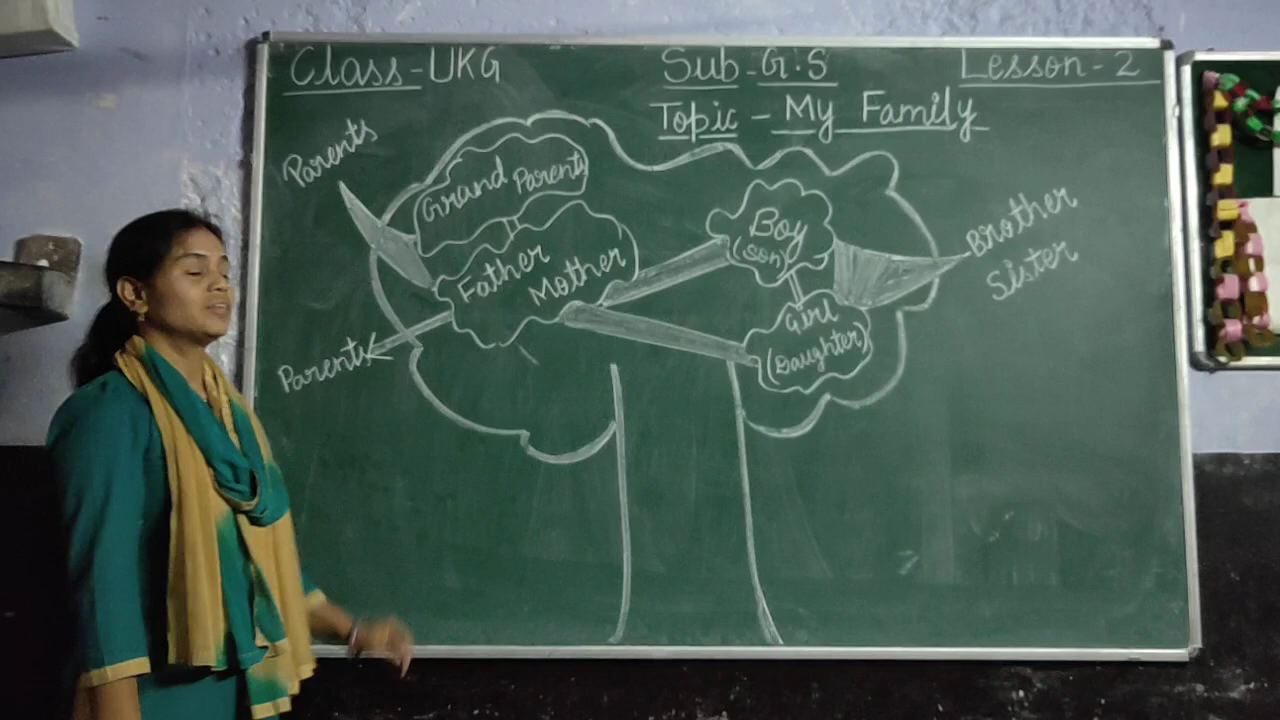 Class-UKG
Sub-G.S
Lesson-2
Topic - My Family
Parents
Grand Parents
Father
Mother
Parents
Boy
(son)
Girl
(Daughter)
Brother
Sister